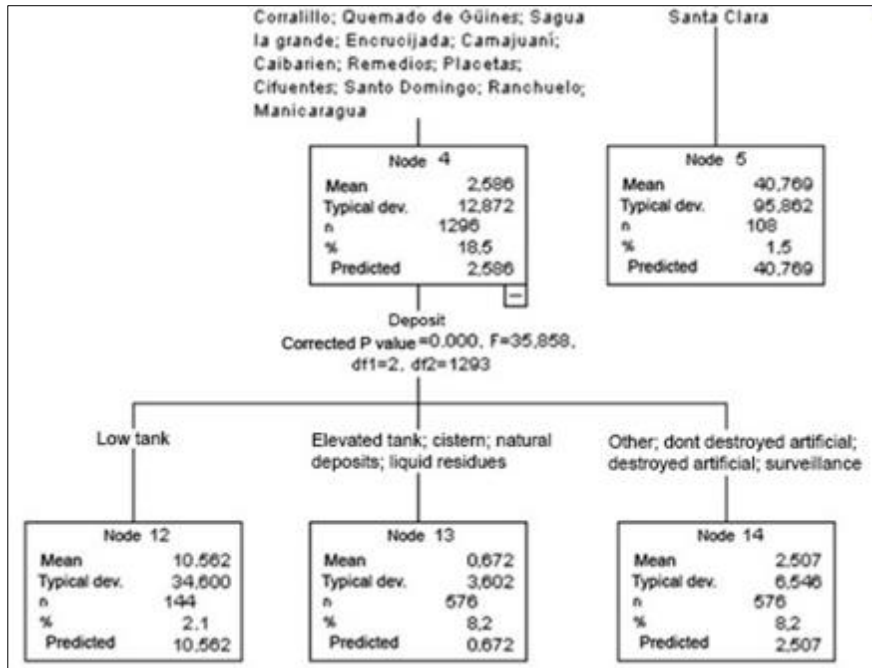 Corralillo; Quemado de Güines; Sagua
la grande; Encrucijada; Camajuaní;
Caibarien; Remedios; Placetas;
Cifuentes; Santo Domingo; Ranchuelo;
Manicaragua
Santa Clara
Node 4
Mean 2,586
Typical dev. 12,872
n 1296
% 18,5
Predicted 2,586
Node 5
Mean 40,769
Typical dev. 95,862
n 108
% 1,5
Predicted 40,769
Deposit
Corrected P value=0.000, F=35,858,
df1=2, df2=1293
Low tank
Elevated tank; cistern; natural
deposits; liquid residues
Other; dont destroyed artificial;
destroyed artificial; surveillance
Node 12
Mean 10.562
Typical dev. 34,600
n 144
% 2.1
Predicted 10,562
Node 13
Mean 0,672
Typical dev. 3,602
n 576
% 8,2
Predicted 0,672
Node 14
Mean 2,507
Typical dev. 6,546
n 576
% 8,2
Predicted 2,507